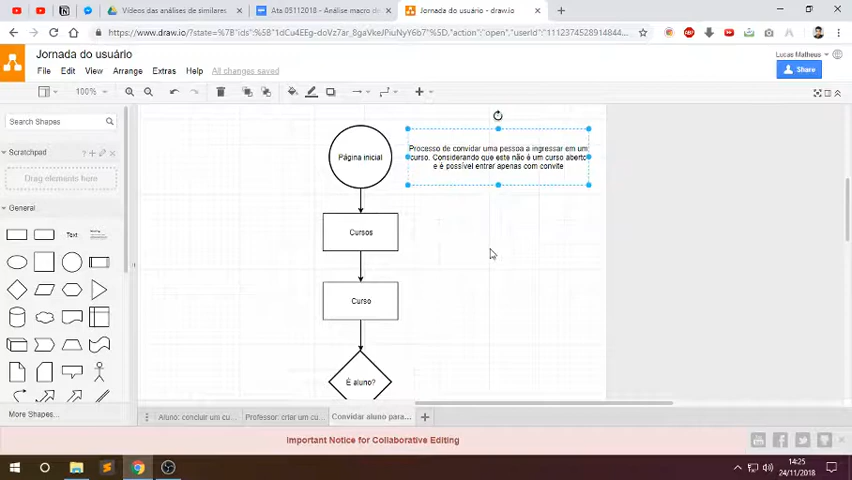 Vídeos das análises de similares
Ata 05112018 - Análise macro di
Jornada do usuário - draw.io
https://www.draw.io/?state=%7B"ids"%3A%5B"1dCu4EEg-doVz7ar_8gaVkeJPiuNyY6b7"%5D,"action":"open","userId"
Jornada do usuário
Lucas Matheus
File Edit View Arrange Extras Help All changes saved
Share
100%
Search Shapes
Scratchpad
Drag elements here
General
Text
More Shapes...
Página inicial
Processo de convidar uma pessoa a ingressar em um
curso. Considerando que este não é um curso aberto
e é possível entrar apenas com convite
Cursos
Curso
É aluno?
Aluno: concluir um cu...
Professor: criar um cu...
Convidar aluno para...
Important Notice for Collaborative Editing
14:25
24/11/2018